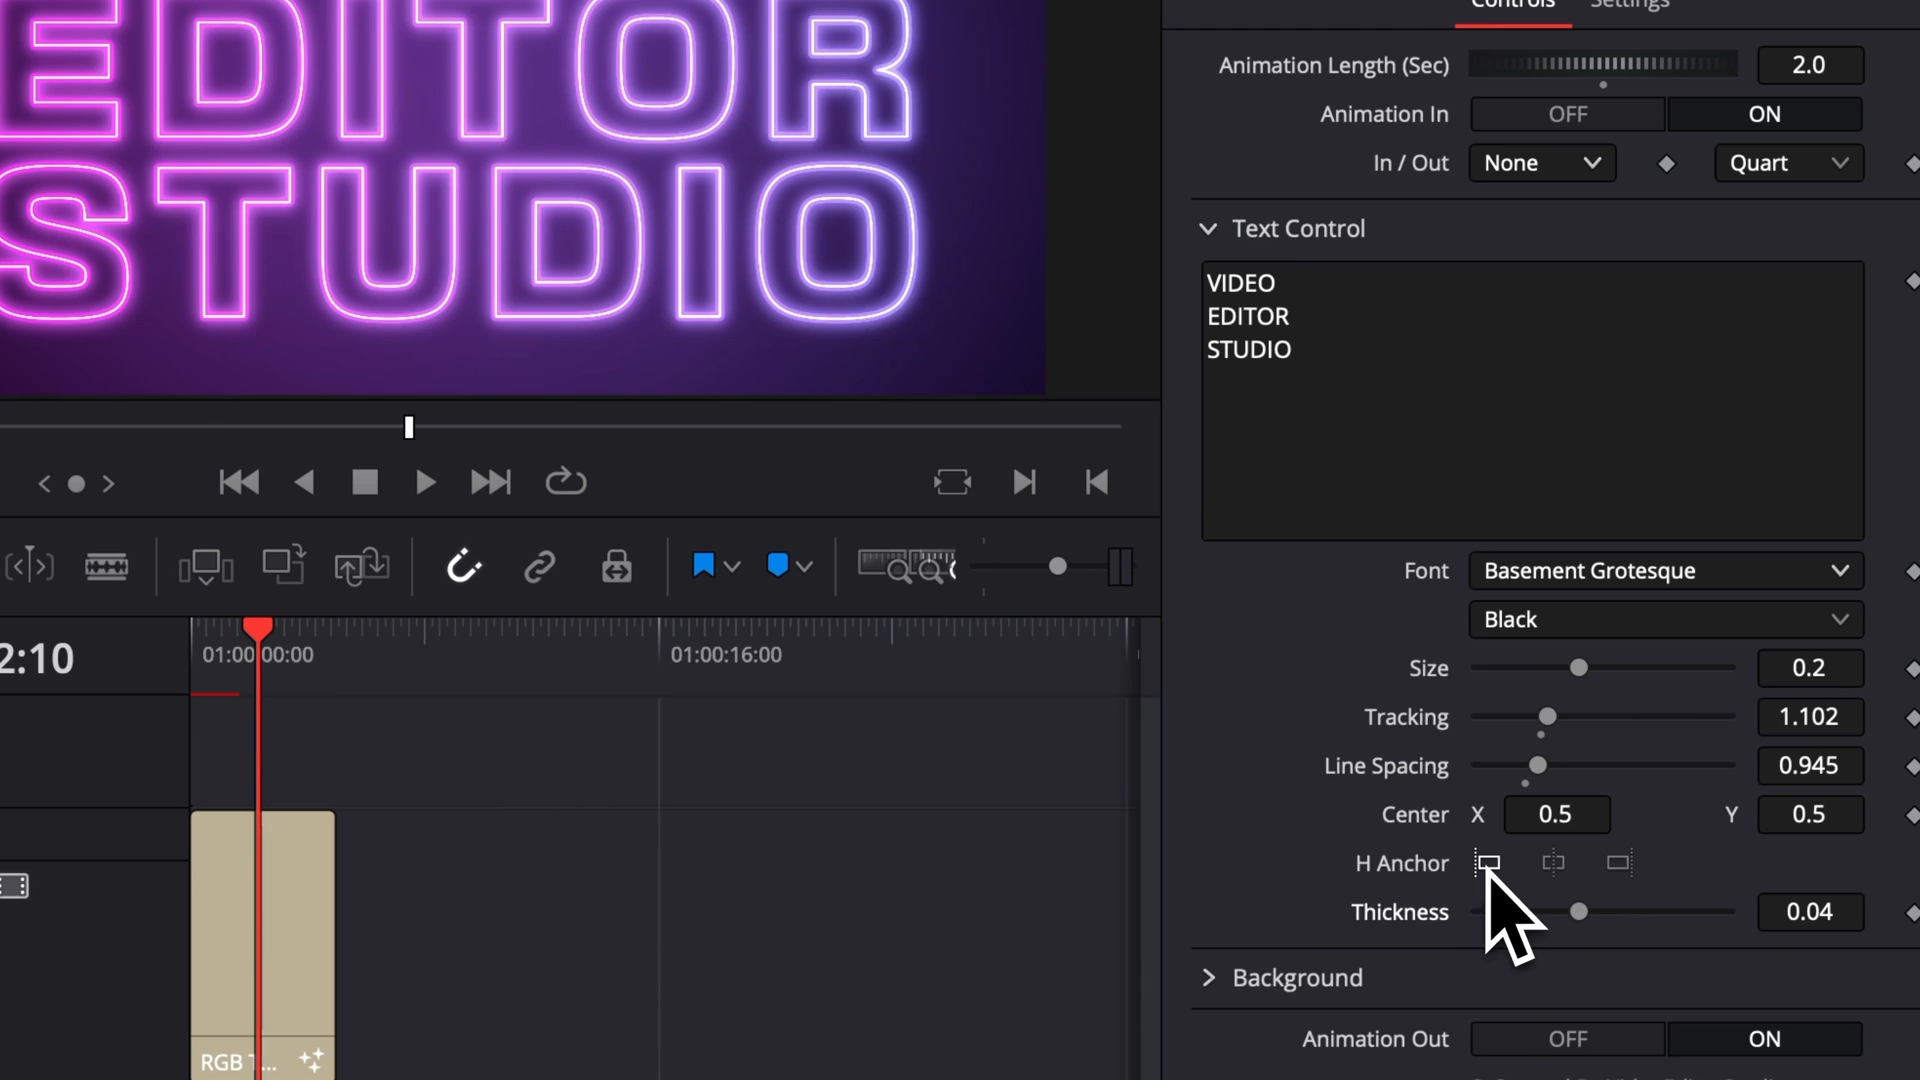 EDITOR
STUDIO
Controls Settings
Animation Length (Sec) 2.0
Animation In OFF ON
In / Out None Quart
Text Control
VIDEO
EDITOR
STUDIO
Font Basement Grotesque
Black
Size 0.2
Tracking 1.102
Line Spacing 0.945
Center X 0.5 Y 0.5
H Anchor
Thickness 0.04
Background
Animation Out OFF ON
2:10
01:00:00:00 01:00:16:00
RGB T...